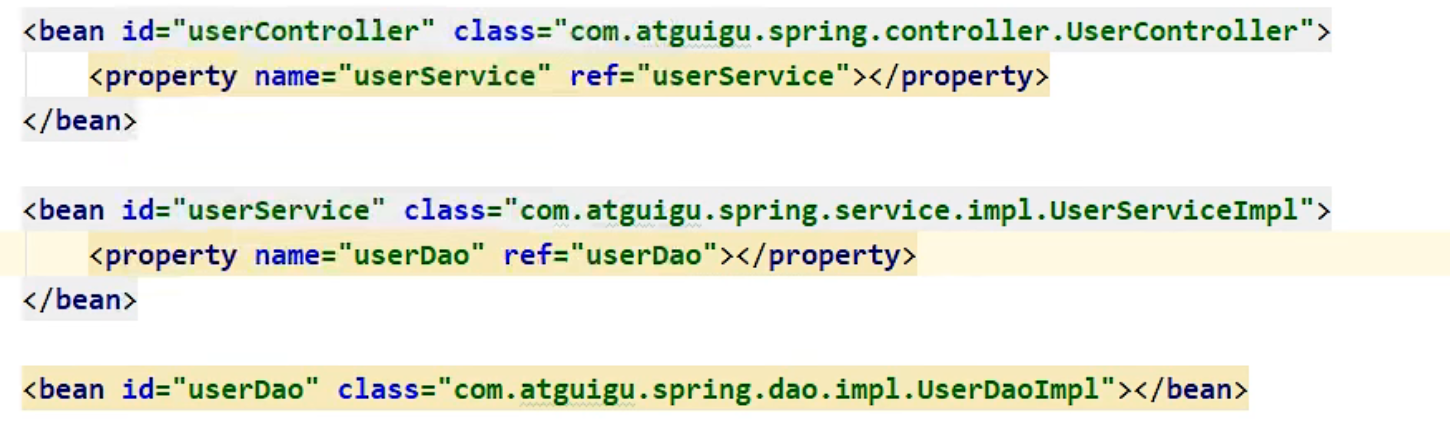 <bean id="userController" class="com.atguigu.spring.controller.UserController">
<property name="userService" ref="userService"></property>
</bean>
<bean id="userService" class="com.atguigu.spring.service.impl.UserServiceImpl">
<property name="userDao" ref="userDao"></property>
</bean>
<bean id="userDao" class="com.atguigu.spring.dao.impl.UserDaoImpl"></bean>